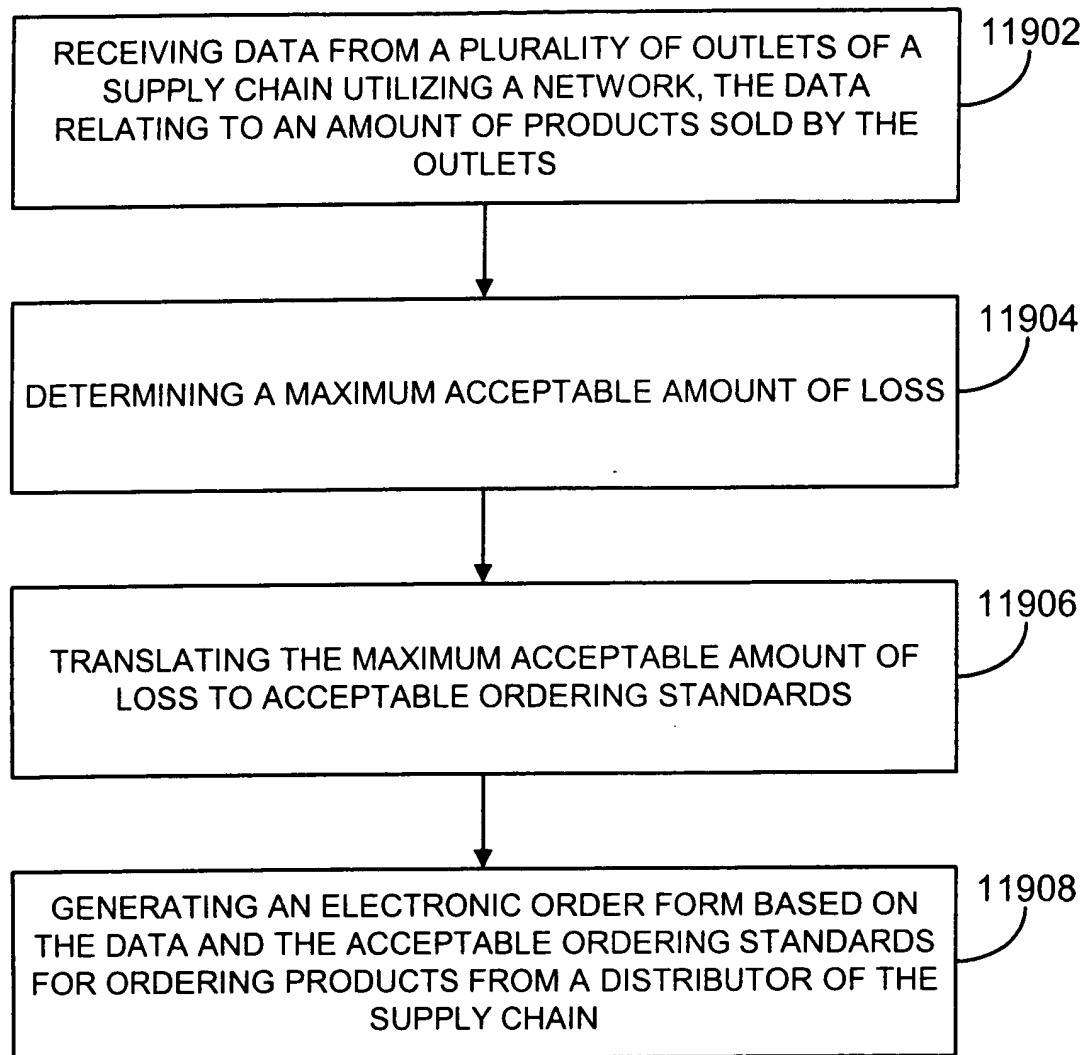 RECEIVING DATA FROM A PLURALITY OF OUTLETS OF A
SUPPLY CHAIN UTILIZING A NETWORK, THE DATA
RELATING TO AN AMOUNT OF PRODUCTS SOLD BY THE
OUTLETS
11902
DETERMINING A MAXIMUM ACCEPTABLE AMOUNT OF LOSS
11904
TRANSLATING THE MAXIMUM ACCEPTABLE AMOUNT OF
LOSS TO ACCEPTABLE ORDERING STANDARDS
11906
GENERATING AN ELECTRONIC ORDER FORM BASED ON
THE DATA AND THE ACCEPTABLE ORDERING STANDARDS
FOR ORDERING PRODUCTS FROM A DISTRIBUTOR OF THE
SUPPLY CHAIN
11908